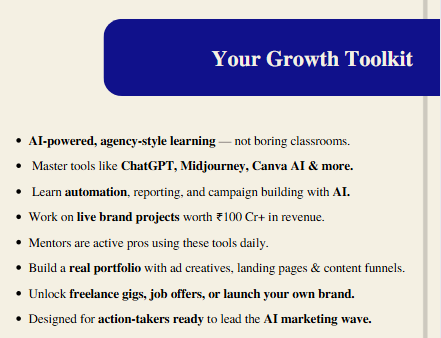 Your Growth Toolkit
• AI-powered, agency-style learning — not boring classrooms.
• Master tools like ChatGPT, Midjourney, Canva AI & more.
• Learn automation, reporting, and campaign building with AI.
• Work on live brand projects worth ₹100 Cr+ in revenue.
• Mentors are active pros using these tools daily.
• Build a real portfolio with ad creatives, landing pages & content funnels.
• Unlock freelance gigs, job offers, or launch your own brand.
• Designed for action-takers ready to lead the AI marketing wave.